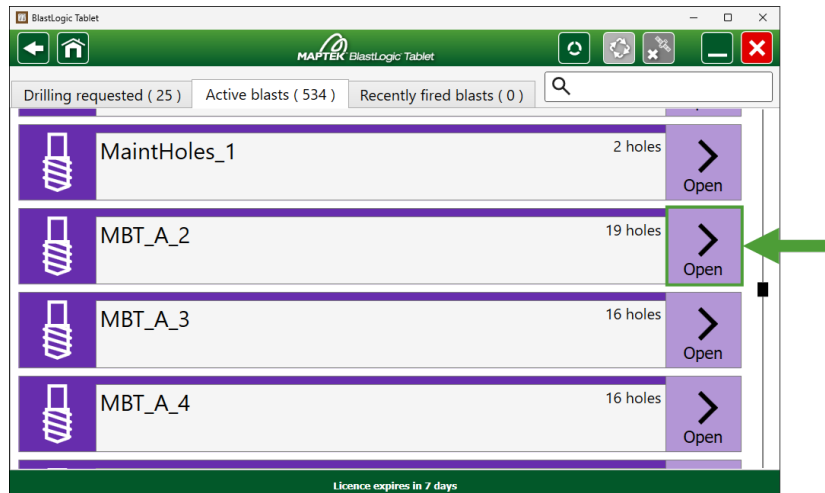 BlastLogic Tablet
MAPTEK BlastLogic Tablet
Drilling requested ( 25 ) Active blasts ( 534 ) Recently fired blasts ( 0 )
MaintHoles_1 2 holes
Open
MBT_A_2 19 holes
Open
MBT_A_3 16 holes
Open
MBT_A_4 16 holes
Open
Licence expires in 7 days